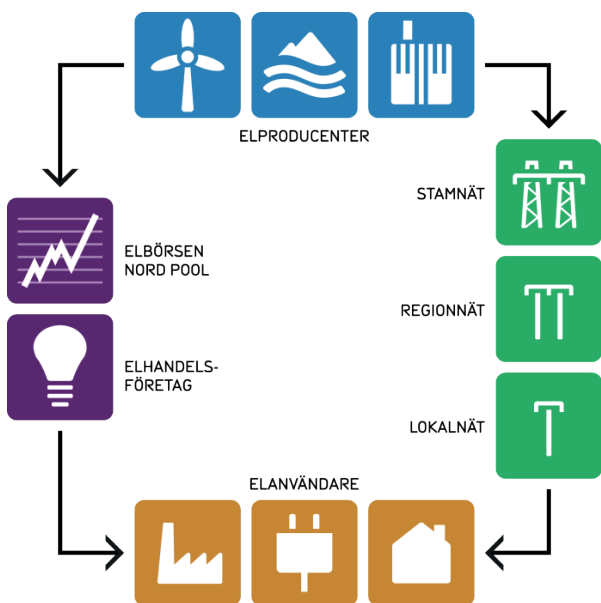 ELPRODUCENTER
STAMNÄT
ELBÖRSEN
NORD POOL
REGIONNÄT
ELHANDELS-
FÖRETAG
LOKALNÄT
ELANVÄNDARE